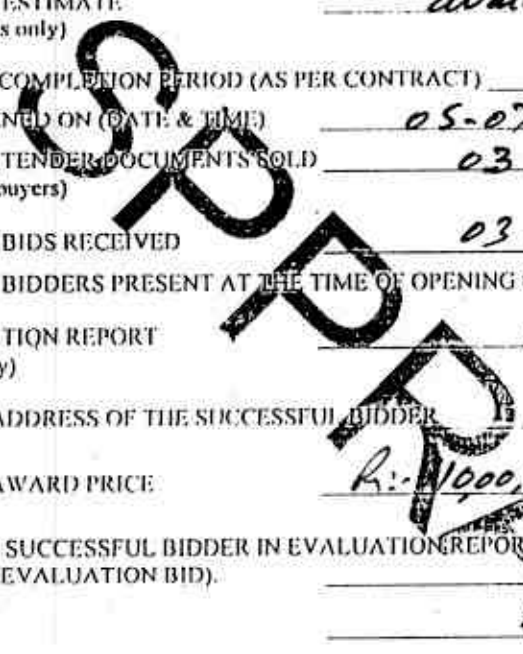 ESTIMATE
s only)
COMPLETION PERIOD (AS PER CONTRACT)
NED ON (DATE & TIME) 05-07
TENDER DOCUMENTS SOLD 03
buyers)
BIDS RECEIVED 03
BIDDERS PRESENT AT THE TIME OF OPENING
TION REPORT
y)
ADDRESS OF THE SUCCESSFUL BIDDER
AWARD PRICE 1000,
SUCCESSFUL BIDDER IN EVALUATION REPOR
EVALUATION BID).
SPPR